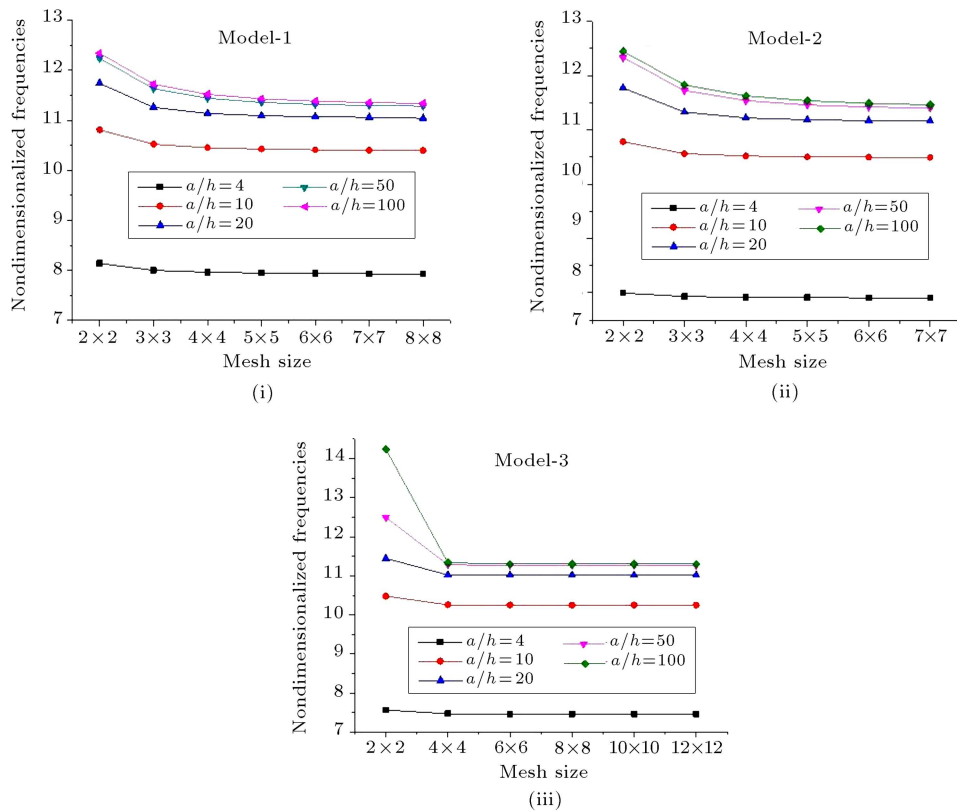 Model-1
Nondimensionalized frequencies
13
12
11
10
9
8
7
a/h=4
a/h=10
a/h=20
a/h=50
a/h=100
2×2 3×3 4×4 5×5 6×6 7×7 8×8
Mesh size
(i)
Model-2
Nondimensionalized frequencies
13
12
11
10
9
8
7
a/h=4
a/h=10
a/h=20
a/h=50
a/h=100
2×2 3×3 4×4 5×5 6×6 7×7
Mesh size
(ii)
Model-3
Nondimensionalized frequencies
14
13
12
11
10
9
8
7
a/h=4
a/h=10
a/h=20
a/h=50
a/h=100
2×2 4×4 6×6 8×8 10×10 12×12
Mesh size
(iii)